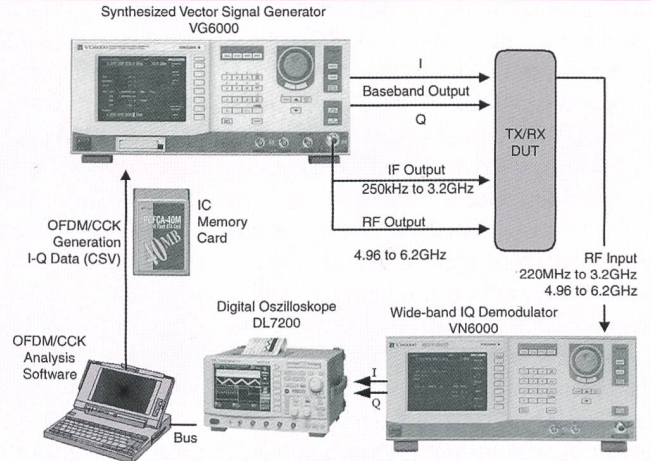 Synthesized Vector Signal Generator
VG6000
I
Baseband Output
Q
TX/RX
DUT
IF Output
250kHz to 3.2GHz
RF Output
4.96 to 6.2GHz
IC
Memory
Card
40MB
OFDM/CCK
Generation
I-Q Data (CSV)
RF Input
220MHz to 3.2GHz
4.96 to 6.2GHz
Digital Oszilloskope
DL7200
Wide-band IQ Demodulator
VN6000
OFDM/CCK
Analysis
Software
I
Q
Bus